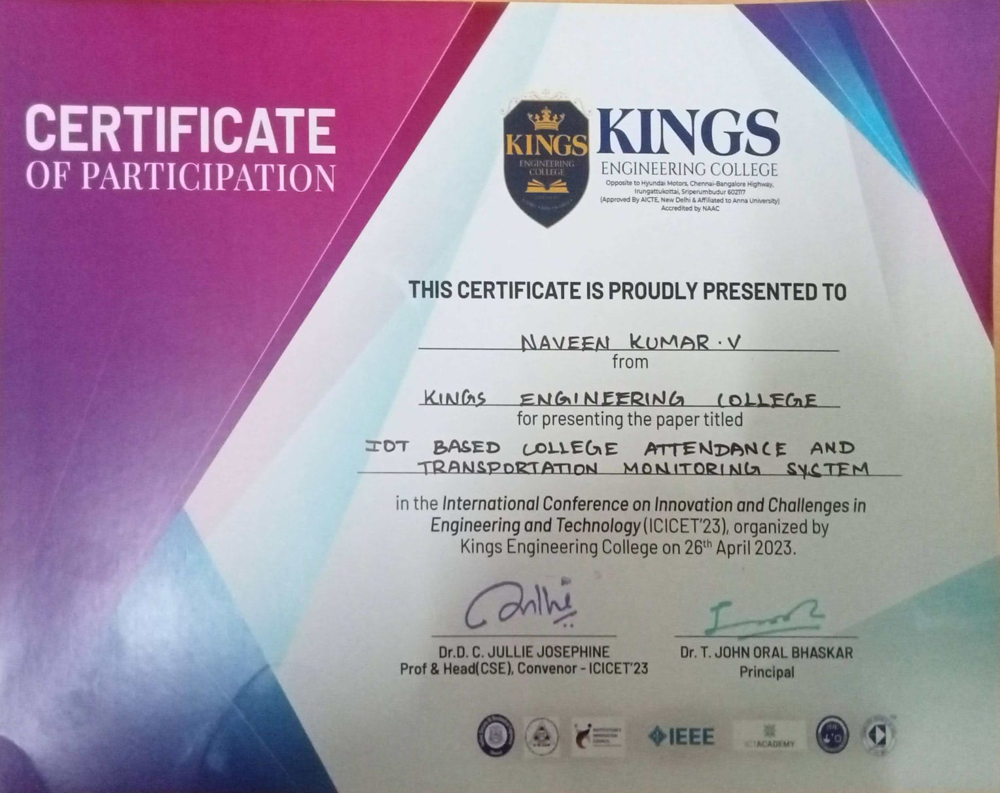 CERTIFICATE
OF PARTICIPATION
KINGS
ENGINEERING
COLLEGE
KINGS
ENGINEERING COLLEGE
Opposite to Hyundai Motors, Chennai-Bangalore Highway,
Irungattukottai, Sriperumbudur 602117
(Approved By AICTE, New Delhi & Affiliated to Anna University)
Accredited by NAAC
THIS CERTIFICATE IS PROUDLY PRESENTED TO
NAVEEN KUMAR.V
from
KINGS ENGINEERING COLLEGE
for presenting the paper titled
IOT BASED COLLEGE ATTENDANCE AND
TRANSPORTATION MONITORING SYSTEM
in the International Conference on Innovation and Challenges in
Engineering and Technology (ICICET'23), organized by
Kings Engineering College on 26th April 2023.
Dr.D. C. JULLIE JOSEPHINE
Prof & Head(CSE), Convenor - ICICET'23
Dr. T. JOHN ORAL BHASKAR
Principal
INSTITUTION'S
INNOVATION
COUNCIL
IEEE
ICTACADEMY